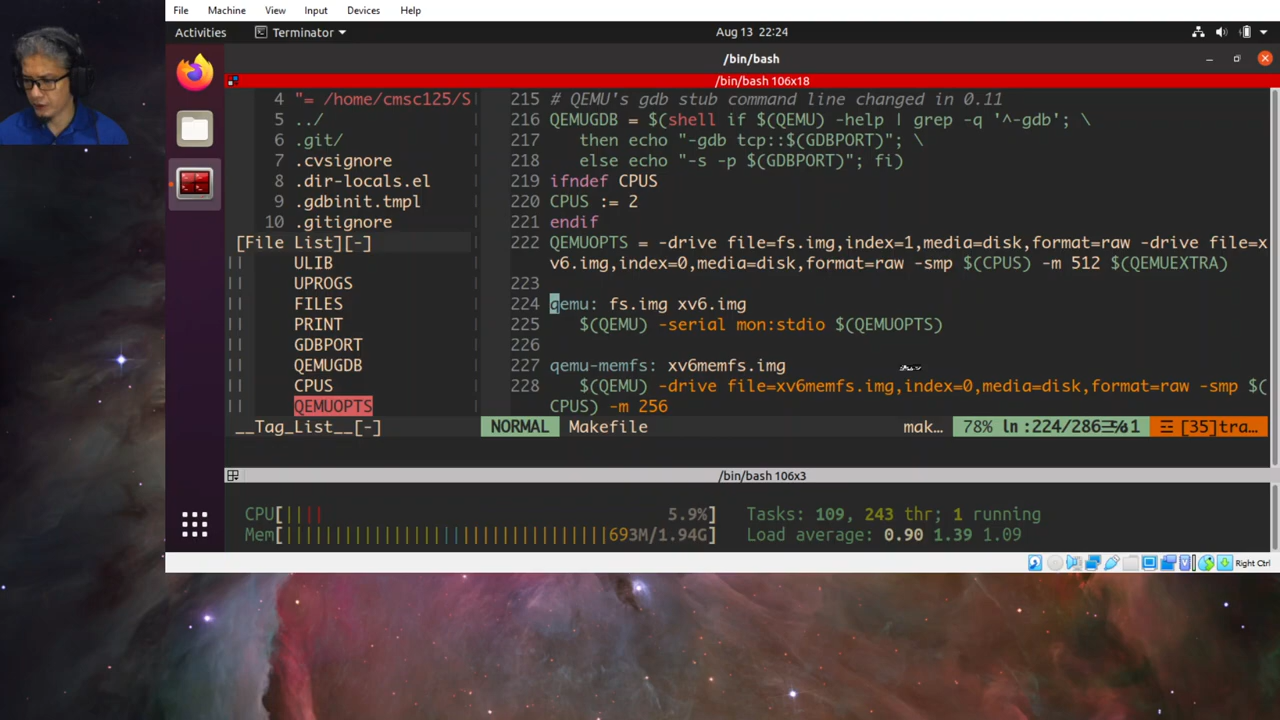 File Machine View Input Devices Help
Activities Terminator Aug 13 22:24
/bin/bash
/bin/bash 106x18
4 "= /home/cmsc125/S
5 ../
6 .git/
7 .cvsignore
8 .dir-locals.el
9 .gdbinit.tmpl
10 .gitignore
[File List][-]
|| ULIB
|| UPROGS
|| FILES
|| PRINT
|| GDBPORT
|| QEMUGDB
|| CPUS
|| QEMUOPTS
__Tag_List__[-]
215 # QEMU's gdb stub command line changed in 0.11
216 QEMUGDB = $(shell if $(QEMU) -help | grep -q '^-gdb'; \
217 then echo "-gdb tcp::$(GDBPORT)"; \
218 else echo "-s -p $(GDBPORT)"; fi)
219 ifndef CPUS
220 CPUS := 2
221 endif
222 QEMUOPTS = -drive file=fs.img,index=1,media=disk,format=raw -drive file=x
v6.img,index=0,media=disk,format=raw -smp $(CPUS) -m 512 $(QEMUEXTRA)
223
224 qemu: fs.img xv6.img
225 $(QEMU) -serial mon:stdio $(QEMUOPTS)
226
227 qemu-memfs: xv6memfs.img
228 $(QEMU) -drive file=xv6memfs.img,index=0,media=disk,format=raw -smp $(
CPUS) -m 256
NORMAL Makefile mak… 78% ln :224/286≡℅:1 ☲ [35]tra…
/bin/bash 106x3
CPU[|||| 5.9%] Tasks: 109, 243 thr; 1 running
Mem[|||||||||||||||||||||||||||||||||693M/1.94G] Load average: 0.90 1.39 1.09
Right Ctrl